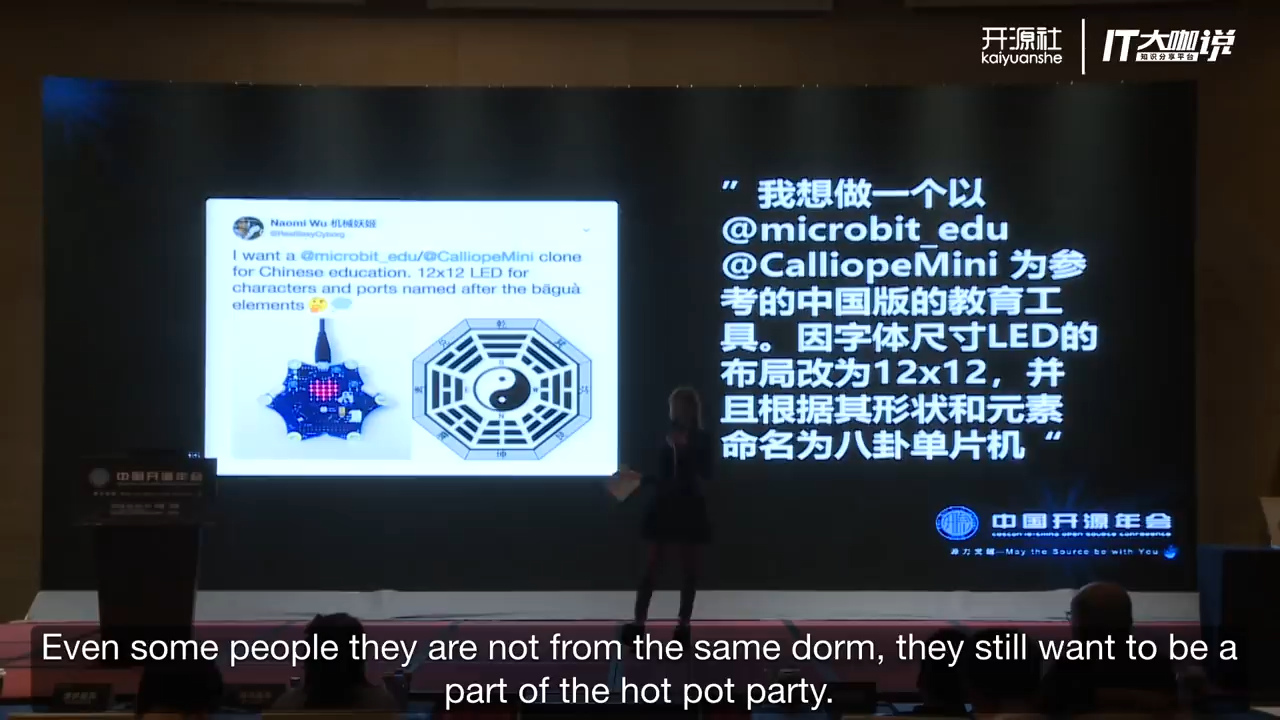 开源社
kaiyuanshe
IT大咖说
知识分享平台
Naomi Wu 机械妖姬
@RealSexyCyborg
I want a @microbit_edu/@CalliopeMini clone
for Chinese education. 12x12 LED for
characters and ports named after the bāguà
elements
" 我想做一个以
@microbit_edu
@CalliopeMini 为参
考的中国版的教育工
具。因字体尺寸LED的
布局改为12x12，并
且根据其形状和元素
命名为八卦单片机 “
中国开源年会
中国开源年会
COSCon'18·China Open Source Conference
源力觉醒—May the Source be with You
Even some people they are not from the same dorm, they still want to be a
part of the hot pot party.